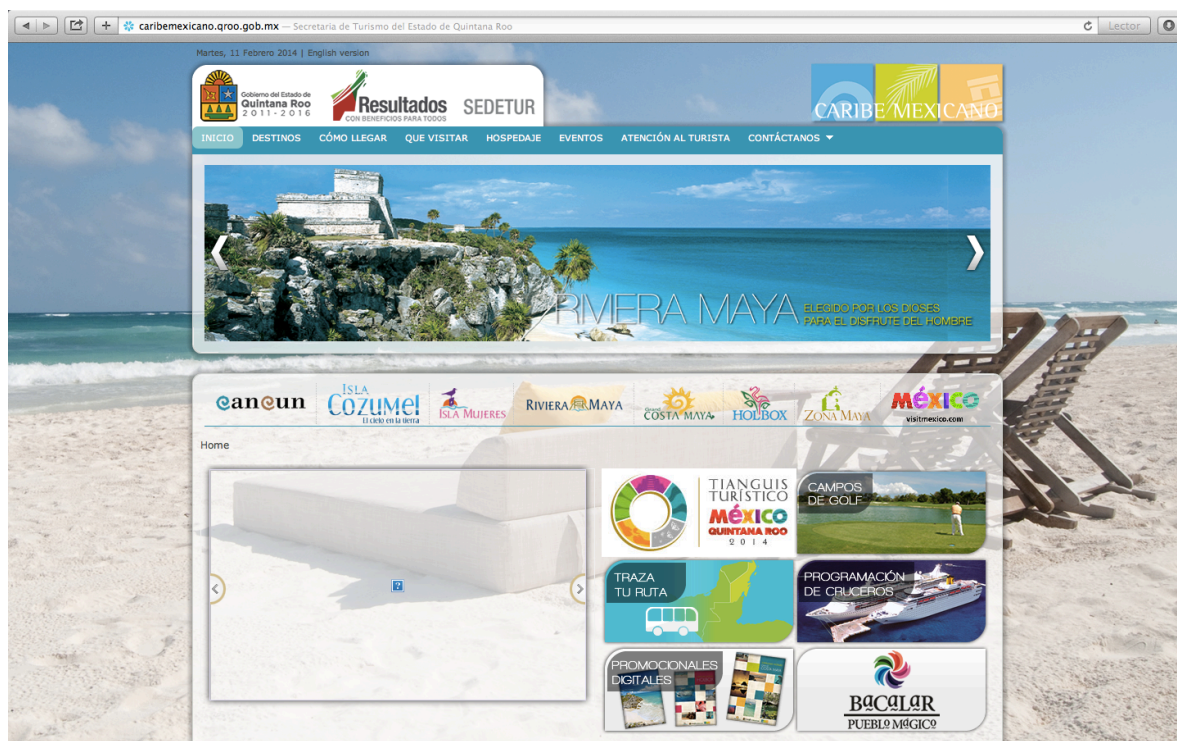 caribemexicano.qroo.gob.mx — Secretaria de Turismo del Estado de Quintana Roo
Lector
Martes, 11 Febrero 2014 | English version
Gobierno del Estado de
Quintana Roo
2011-2016
Resultados
CON BENEFICIOS PARA TODOS
SEDETUR
CARIBE MEXICANO
INICIO DESTINOS CÓMO LLEGAR QUE VISITAR HOSPEDAJE EVENTOS ATENCIÓN AL TURISTA CONTÁCTANOS
RIVIERA MAYA
ELEGIDO POR LOS DIOSES
PARA EL DISFRUTE DEL HOMBRE
cancun
ISLA
COZUMEL
El cielo en la tierra
ISLA MUJERES
RIVIERA MAYA
COSTA MAYA
HOLBOX
ZONA MAYA
MÉXICO
visitmexico.com
Home
TIANGUIS
TURÍSTICO
MÉXICO
QUINTANA ROO
2014
CAMPOS
DE GOLF
TRAZA
TU RUTA
PROGRAMACIÓN
DE CRUCEROS
PROMOCIONALES
DIGITALES
BACALAR
PUEBLO MÁGICO